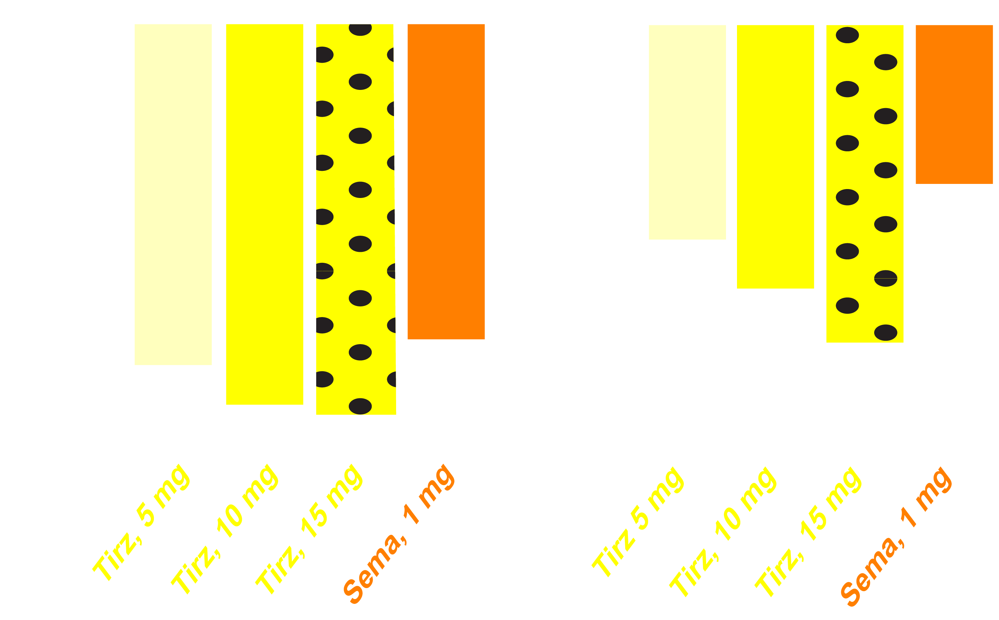 Tirz, 5 mg
Tirz, 10 mg
Tirz, 15 mg
Sema, 1 mg
Tirz 5 mg
Tirz, 10 mg
Tirz, 15 mg
Sema, 1 mg